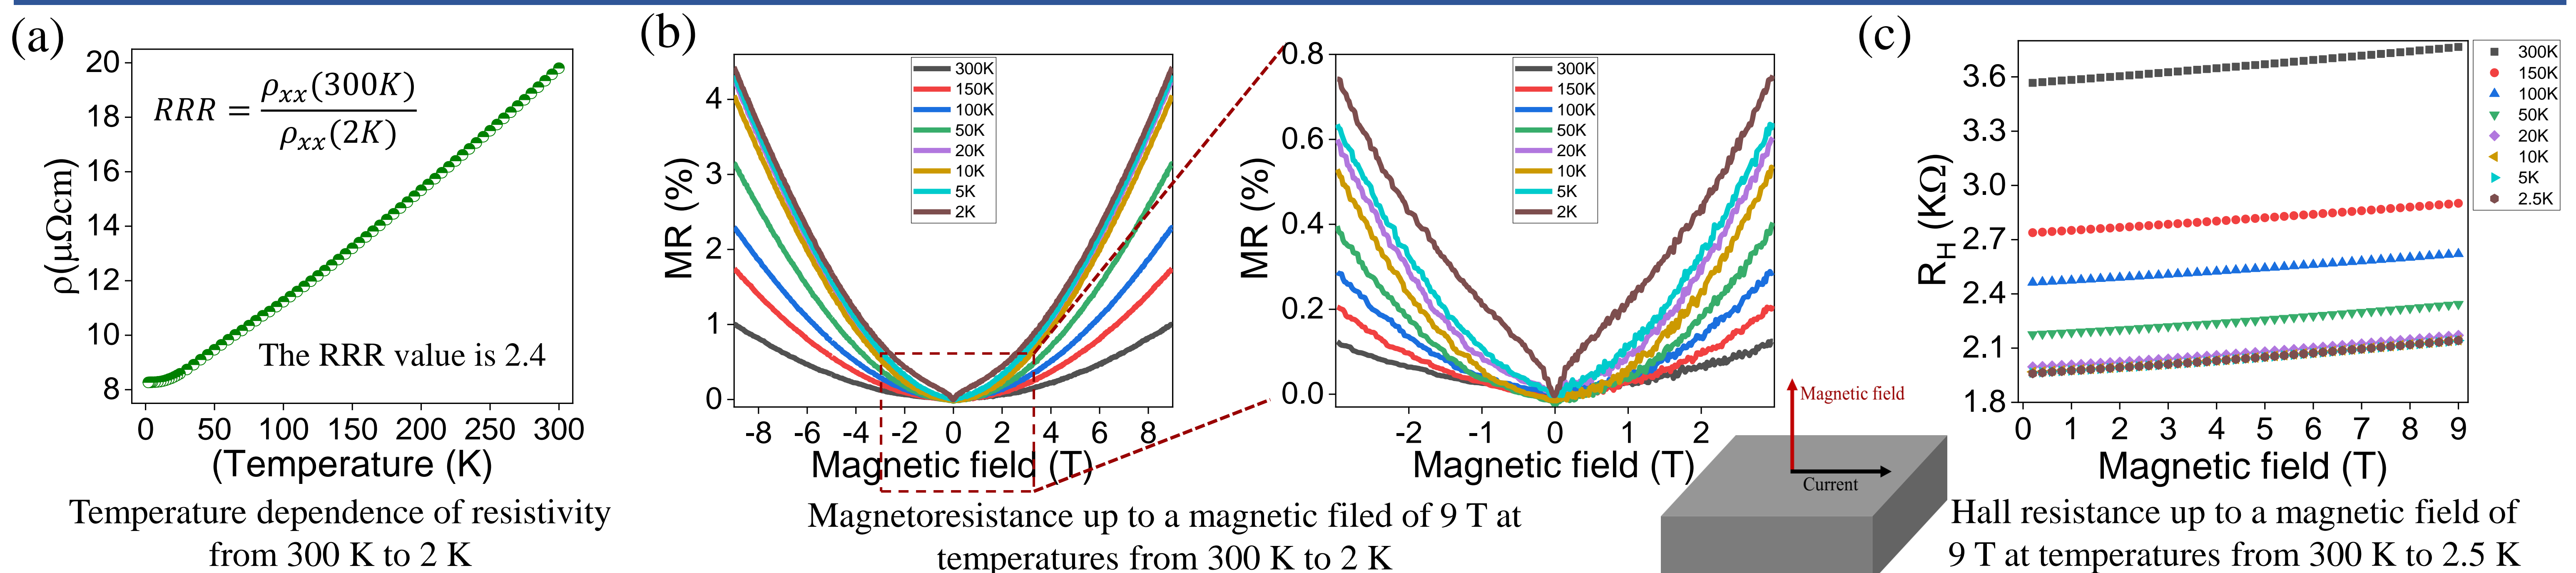 (a)
20
18
16
14
12
10
8
ρ(μΩcm)
RRR = ρxx(300K) / ρxx(2K)
The RRR value is 2.4
0 50 100 150 200 250 300
(Temperature (K)
Temperature dependence of resistivity
from 300 K to 2 K
(b)
4
3
2
1
0
MR (%)
300K
150K
100K
50K
20K
10K
5K
2K
-8 -6 -4 -2 0 2 4 6 8
Magnetic field (T)
0.8
0.6
0.4
0.2
0.0
MR (%)
300K
150K
100K
50K
20K
10K
5K
2K
-2 -1 0 1 2
Magnetic field (T)
Magnetic field
Current
Magnetoresistance up to a magnetic filed of 9 T at
temperatures from 300 K to 2 K
(c)
3.6
3.3
3.0
2.7
2.4
2.1
1.8
RH (KΩ)
300K
150K
100K
50K
20K
10K
5K
2.5K
0 1 2 3 4 5 6 7 8 9
Magnetic field (T)
Hall resistance up to a magnetic field of
9 T at temperatures from 300 K to 2.5 K